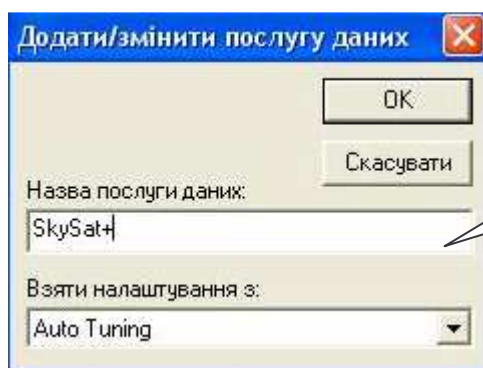 Додати/змінити послугу даних
OK
Скасувати
Назва послуги даних:
SkySat+
Взяти налаштування з:
Auto Tuning